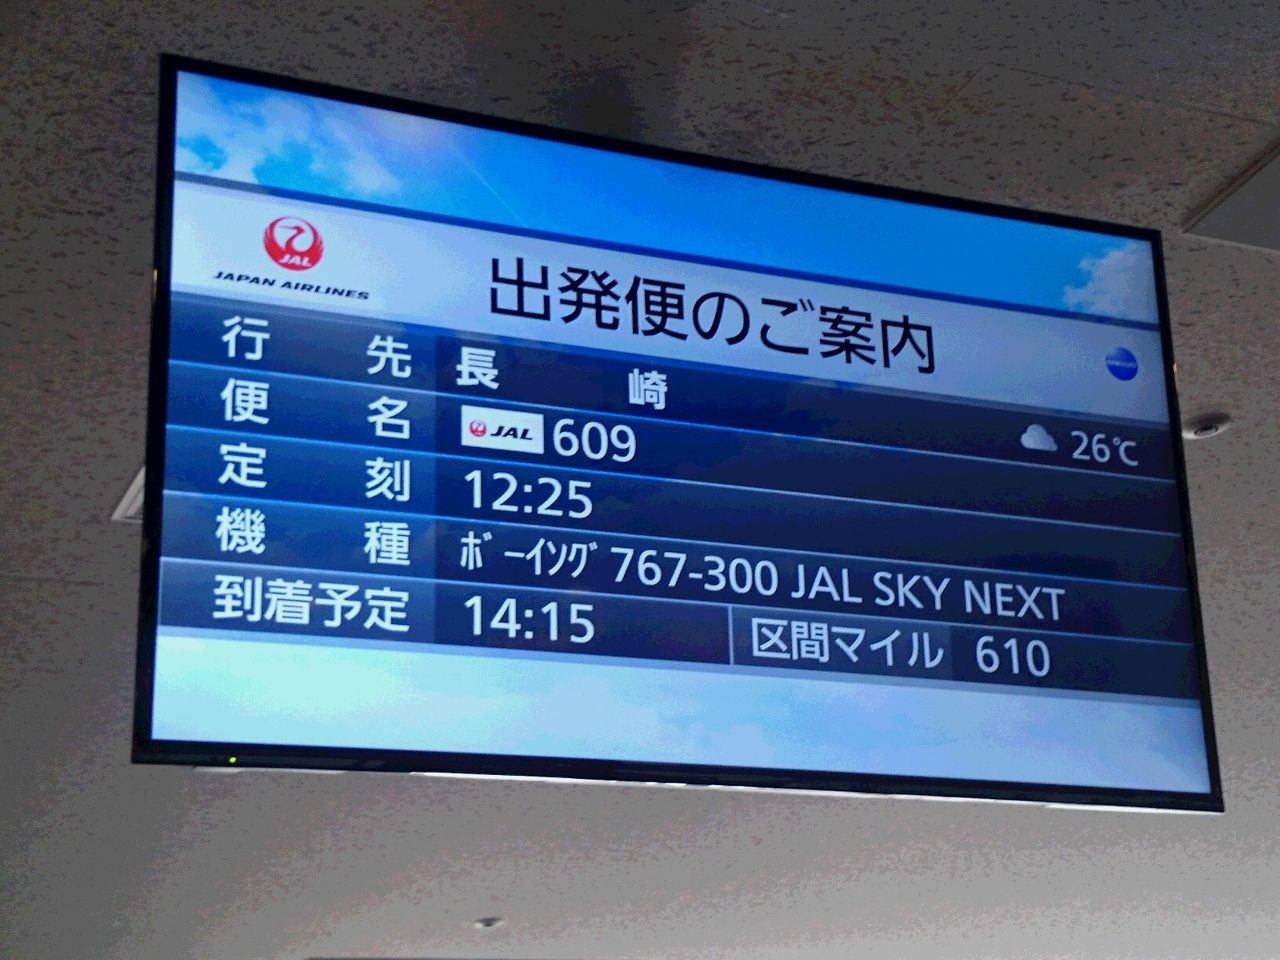 JAL
JAPAN AIRLINES
出発便のご案内
行先 長崎 26℃
便名 JAL 609
定刻 12:25
機種 ﾎﾞｰｲﾝｸﾞ 767-300 JAL SKY NEXT
到着予定 14:15 区間マイル 610